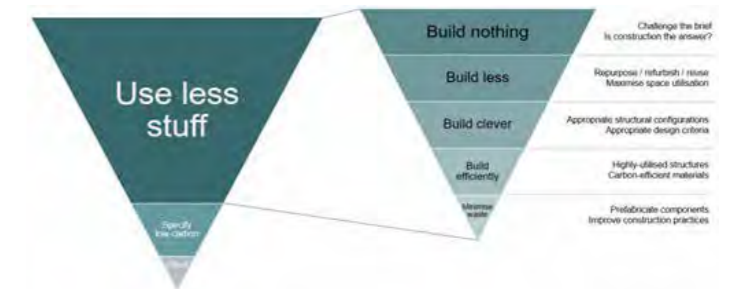 Use less
stuff
Specify
low-carbon
Build nothing
Challenge the brief
Is construction the answer?
Build less
Repurpose / refurbish / reuse
Maximise space utilisation
Build clever
Appropriate structural configurations
Appropriate design criteria
Build
efficiently
Highly-utilised structures
Carbon-efficient materials
Minimise
waste
Prefabricate components
Improve construction practices